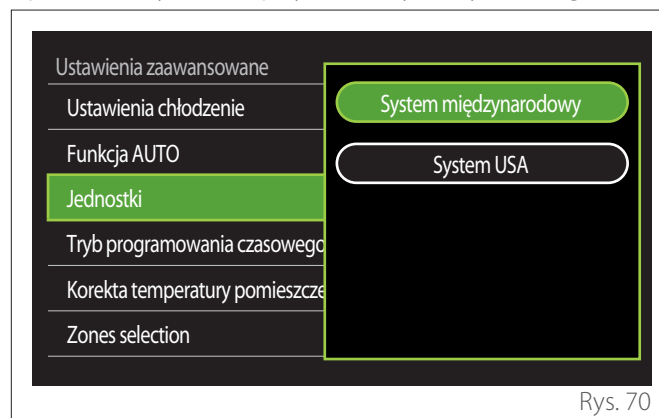 Ustawienia zaawansowane
Ustawienia chłodzenie
Funkcja AUTO
Jednostki
Tryb programowania czasowego
Korekta temperatury pomieszcze
Zones selection
System międzynarodowy
System USA
Rys. 70